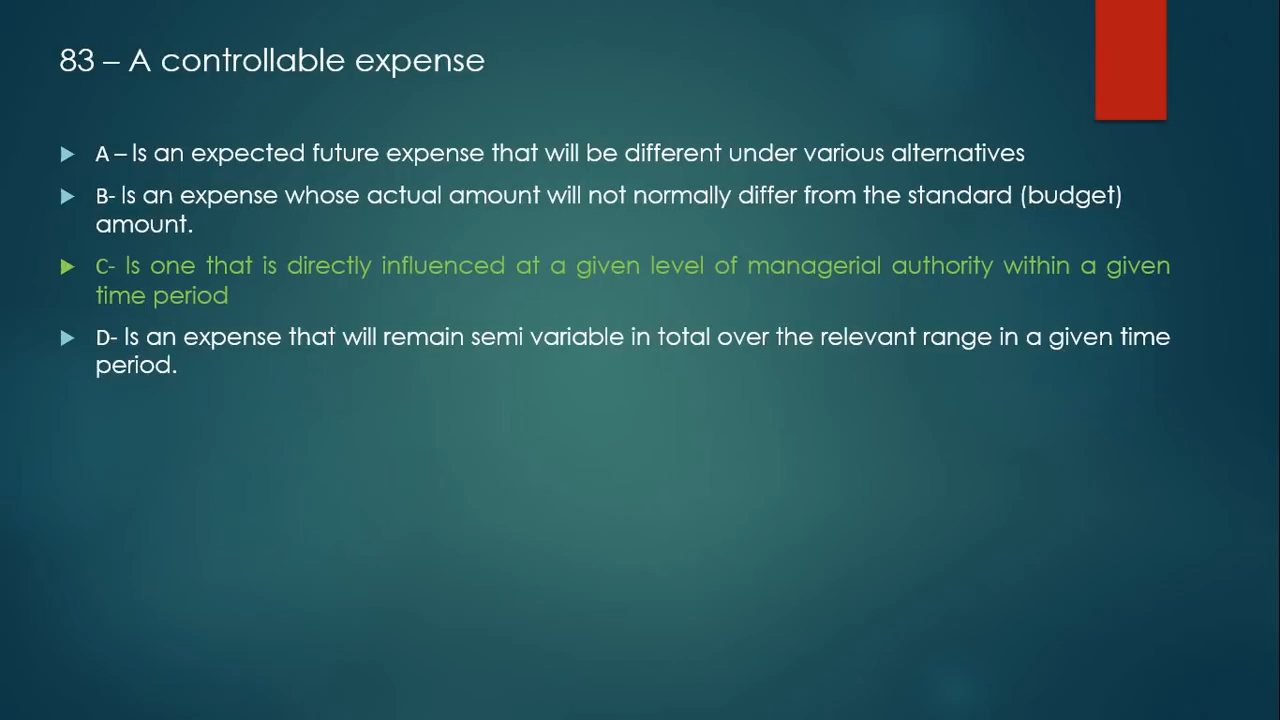 83 – A controllable expense
A – Is an expected future expense that will be different under various alternatives
B- Is an expense whose actual amount will not normally differ from the standard (budget)
amount.
C- Is one that is directly influenced at a given level of managerial authority within a given
time period
D- Is an expense that will remain semi variable in total over the relevant range in a given time
period.